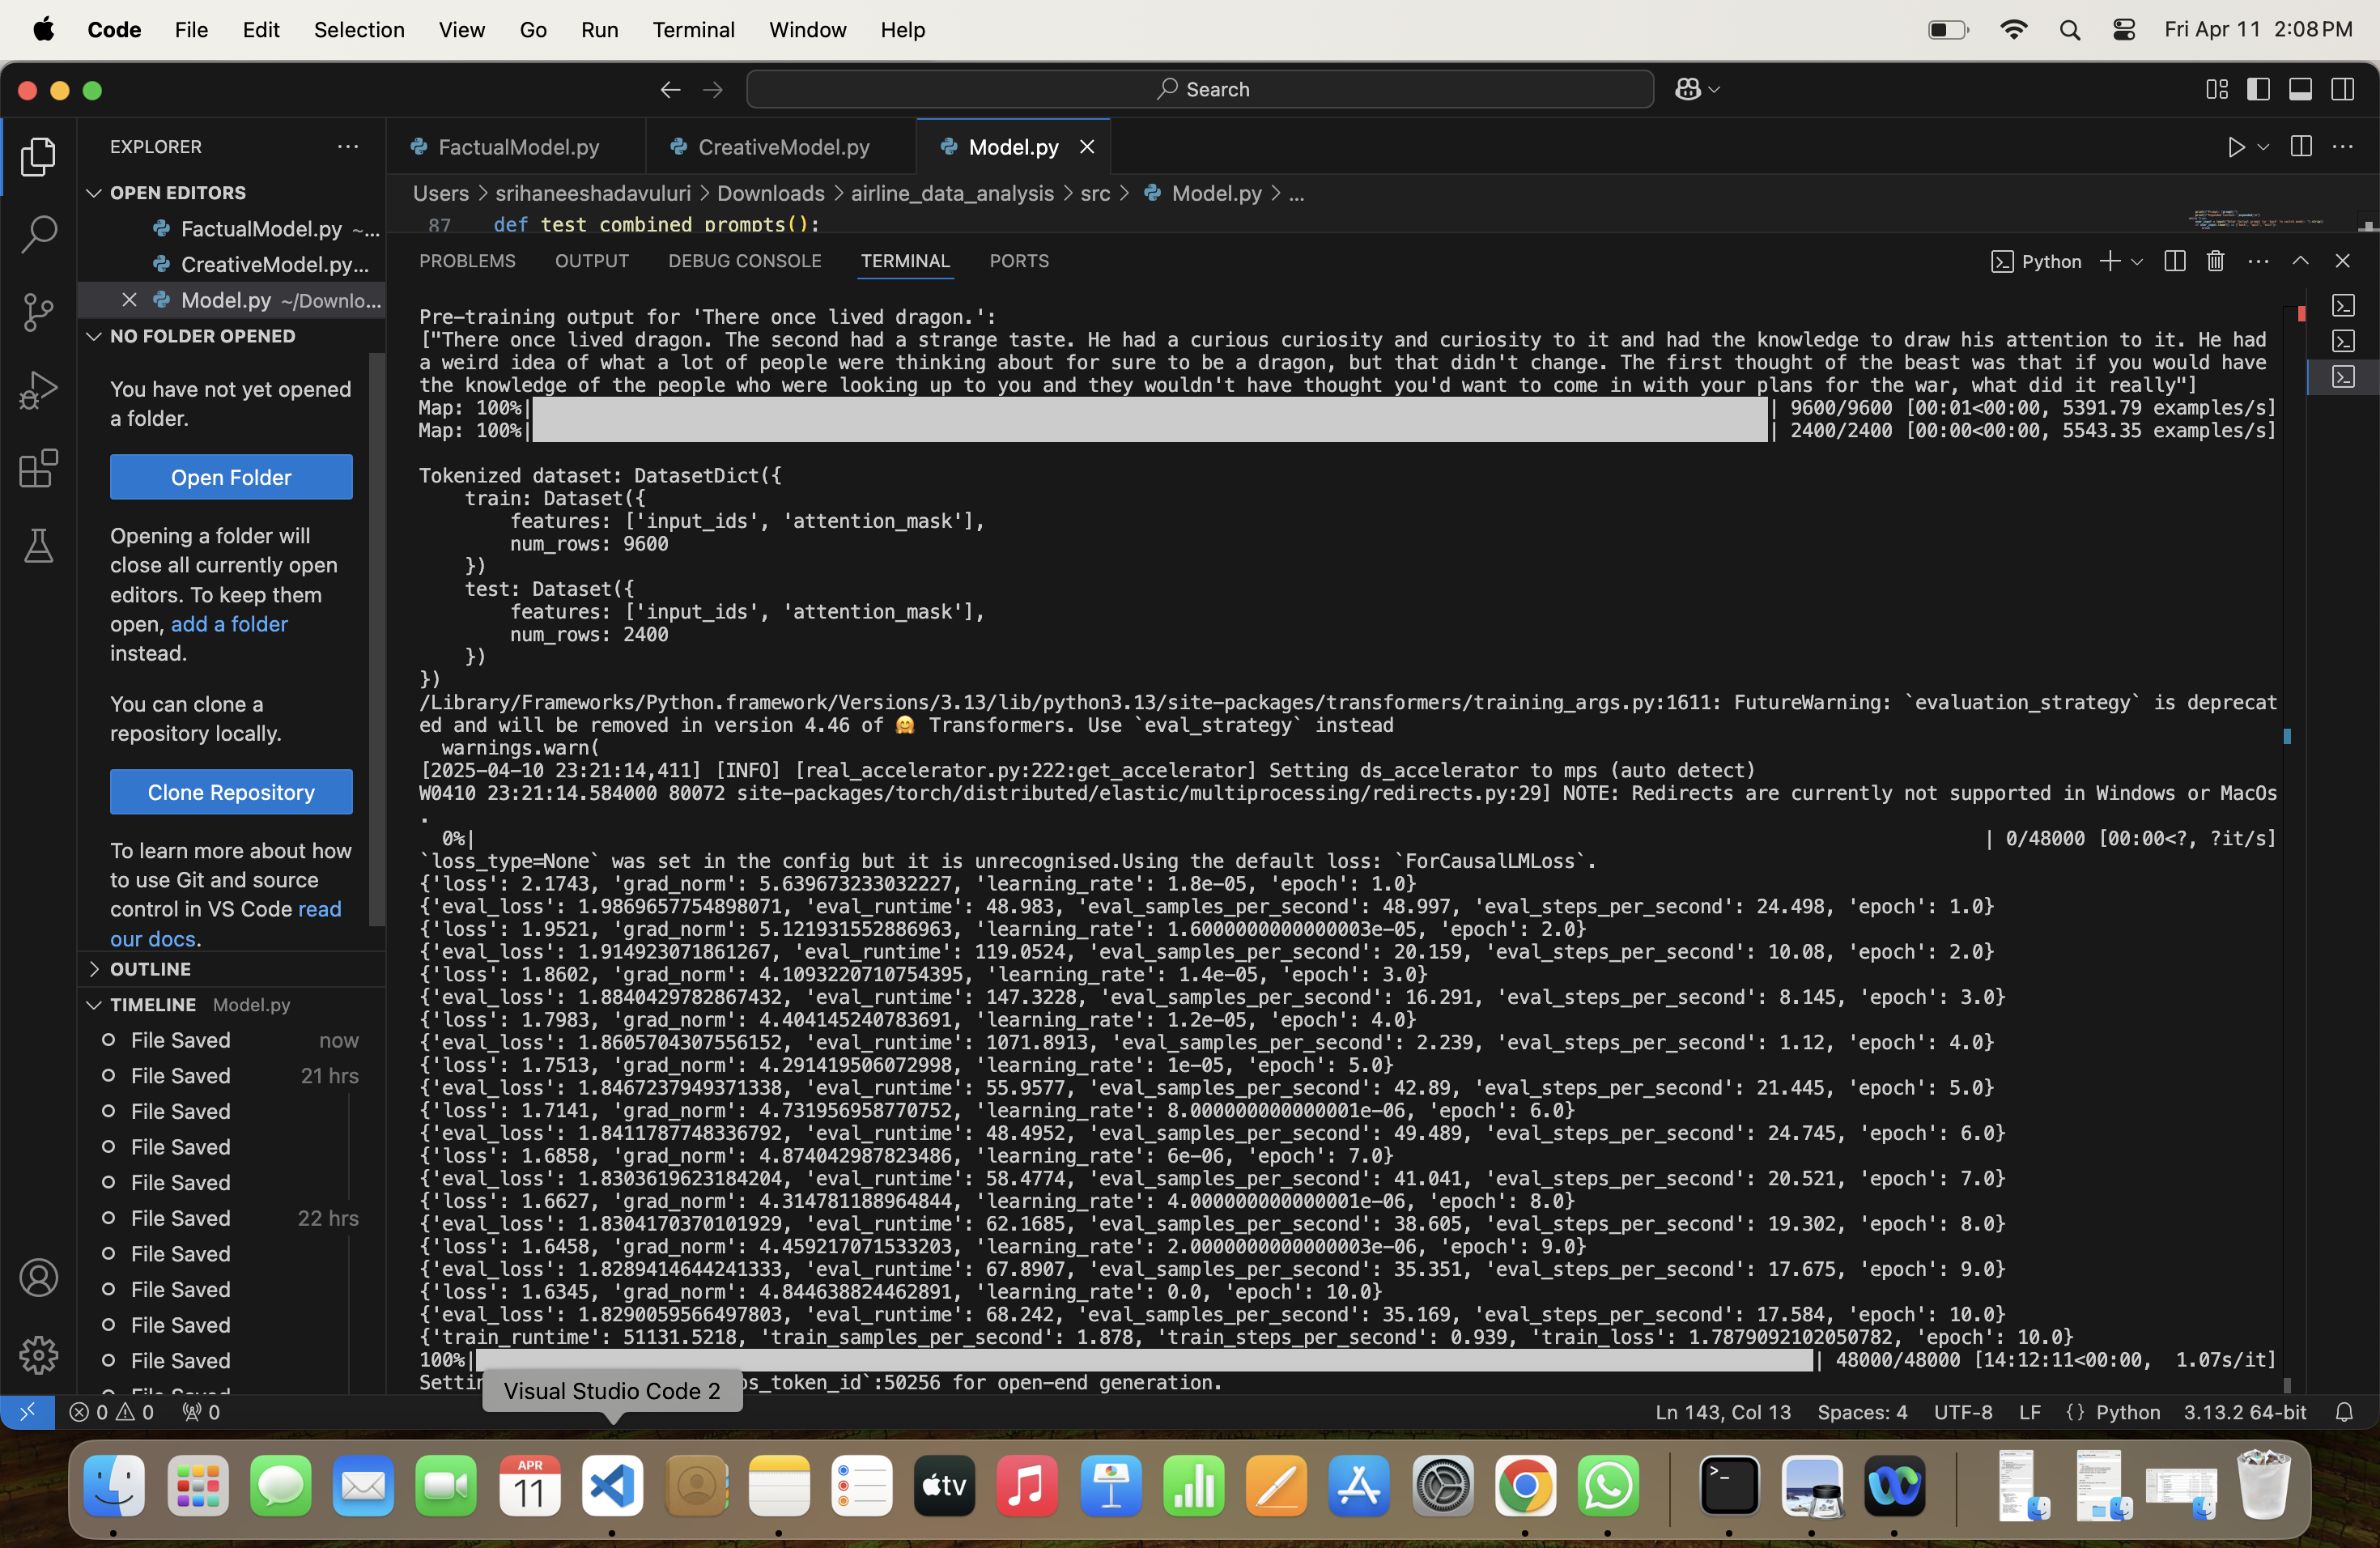 Code File Edit Selection View Go Run Terminal Window Help Fri Apr 11 2:08 PM
Search
EXPLORER
FactualModel.py CreativeModel.py Model.py
OPEN EDITORS
FactualModel.py ~...
CreativeModel.py...
Model.py ~/Downlo...
NO FOLDER OPENED
You have not yet opened
a folder.
Open Folder
Opening a folder will
close all currently open
editors. To keep them
open, add a folder
instead.
You can clone a
repository locally.
Clone Repository
To learn more about how
to use Git and source
control in VS Code read
our docs.
OUTLINE
TIMELINE Model.py
File Saved now
File Saved 21 hrs
File Saved
File Saved
File Saved
File Saved 22 hrs
File Saved
File Saved
File Saved
File Saved
Users > srihaneeshadavuluri > Downloads > airline_data_analysis > src > Model.py > ...
87 def test_combined_prompts():
PROBLEMS OUTPUT DEBUG CONSOLE TERMINAL PORTS Python
Pre-training output for 'There once lived dragon.':
["There once lived dragon. The second had a strange taste. He had a curious curiosity and curiosity to it and had the knowledge to draw his attention to it. He had
a weird idea of what a lot of people were thinking about for sure to be a dragon, but that didn't change. The first thought of the beast was that if you would have
the knowledge of the people who were looking up to you and they wouldn't have thought you'd want to come in with your plans for the war, what did it really"]
Map: 100%| | 9600/9600 [00:01<00:00, 5391.79 examples/s]
Map: 100%| | 2400/2400 [00:00<00:00, 5543.35 examples/s]
Tokenized dataset: DatasetDict({
train: Dataset({
features: ['input_ids', 'attention_mask'],
num_rows: 9600
})
test: Dataset({
features: ['input_ids', 'attention_mask'],
num_rows: 2400
})
})
/Library/Frameworks/Python.framework/Versions/3.13/lib/python3.13/site-packages/transformers/training_args.py:1611: FutureWarning: `evaluation_strategy` is deprecat
ed and will be removed in version 4.46 of 🤗 Transformers. Use `eval_strategy` instead
warnings.warn(
[2025-04-10 23:21:14,411] [INFO] [real_accelerator.py:222:get_accelerator] Setting ds_accelerator to mps (auto detect)
W0410 23:21:14.584000 80072 site-packages/torch/distributed/elastic/multiprocessing/redirects.py:29] NOTE: Redirects are currently not supported in Windows or MacOs
.
0%| | 0/48000 [00:00<?, ?it/s]
`loss_type=None` was set in the config but it is unrecognised.Using the default loss: `ForCausalLMLoss`.
{'loss': 2.1743, 'grad_norm': 5.639673233032227, 'learning_rate': 1.8e-05, 'epoch': 1.0}
{'eval_loss': 1.9869657754898071, 'eval_runtime': 48.983, 'eval_samples_per_second': 48.997, 'eval_steps_per_second': 24.498, 'epoch': 1.0}
{'loss': 1.9521, 'grad_norm': 5.121931552886963, 'learning_rate': 1.6000000000000003e-05, 'epoch': 2.0}
{'eval_loss': 1.914923071861267, 'eval_runtime': 119.0524, 'eval_samples_per_second': 20.159, 'eval_steps_per_second': 10.08, 'epoch': 2.0}
{'loss': 1.8602, 'grad_norm': 4.1093220710754395, 'learning_rate': 1.4e-05, 'epoch': 3.0}
{'eval_loss': 1.8840429782867432, 'eval_runtime': 147.3228, 'eval_samples_per_second': 16.291, 'eval_steps_per_second': 8.145, 'epoch': 3.0}
{'loss': 1.7983, 'grad_norm': 4.404145240783691, 'learning_rate': 1.2e-05, 'epoch': 4.0}
{'eval_loss': 1.8605704307556152, 'eval_runtime': 1071.8913, 'eval_samples_per_second': 2.239, 'eval_steps_per_second': 1.12, 'epoch': 4.0}
{'loss': 1.7513, 'grad_norm': 4.291419506072998, 'learning_rate': 1e-05, 'epoch': 5.0}
{'eval_loss': 1.8467237949371338, 'eval_runtime': 55.9577, 'eval_samples_per_second': 42.89, 'eval_steps_per_second': 21.445, 'epoch': 5.0}
{'loss': 1.7141, 'grad_norm': 4.731956958770752, 'learning_rate': 8.000000000000001e-06, 'epoch': 6.0}
{'eval_loss': 1.8411787748336792, 'eval_runtime': 48.4952, 'eval_samples_per_second': 49.489, 'eval_steps_per_second': 24.745, 'epoch': 6.0}
{'loss': 1.6858, 'grad_norm': 4.874042987823486, 'learning_rate': 6e-06, 'epoch': 7.0}
{'eval_loss': 1.8303619623184204, 'eval_runtime': 58.4774, 'eval_samples_per_second': 41.041, 'eval_steps_per_second': 20.521, 'epoch': 7.0}
{'loss': 1.6627, 'grad_norm': 4.314781188964844, 'learning_rate': 4.000000000000001e-06, 'epoch': 8.0}
{'eval_loss': 1.8304170370101929, 'eval_runtime': 62.1685, 'eval_samples_per_second': 38.605, 'eval_steps_per_second': 19.302, 'epoch': 8.0}
{'loss': 1.6458, 'grad_norm': 4.459217071533203, 'learning_rate': 2.0000000000000003e-06, 'epoch': 9.0}
{'eval_loss': 1.8289414644241333, 'eval_runtime': 67.8907, 'eval_samples_per_second': 35.351, 'eval_steps_per_second': 17.675, 'epoch': 9.0}
{'loss': 1.6345, 'grad_norm': 4.844638824462891, 'learning_rate': 0.0, 'epoch': 10.0}
{'eval_loss': 1.8290059566497803, 'eval_runtime': 68.242, 'eval_samples_per_second': 35.169, 'eval_steps_per_second': 17.584, 'epoch': 10.0}
{'train_runtime': 51131.5218, 'train_samples_per_second': 1.878, 'train_steps_per_second': 0.939, 'train_loss': 1.7879092102050782, 'epoch': 10.0}
100%| | 48000/48000 [14:12:11<00:00, 1.07s/it]
Settin os_token_id`:50256 for open-end generation.
Visual Studio Code 2
0 0 0 Ln 143, Col 13 Spaces: 4 UTF-8 LF {} Python 3.13.2 64-bit
APR
11
tv